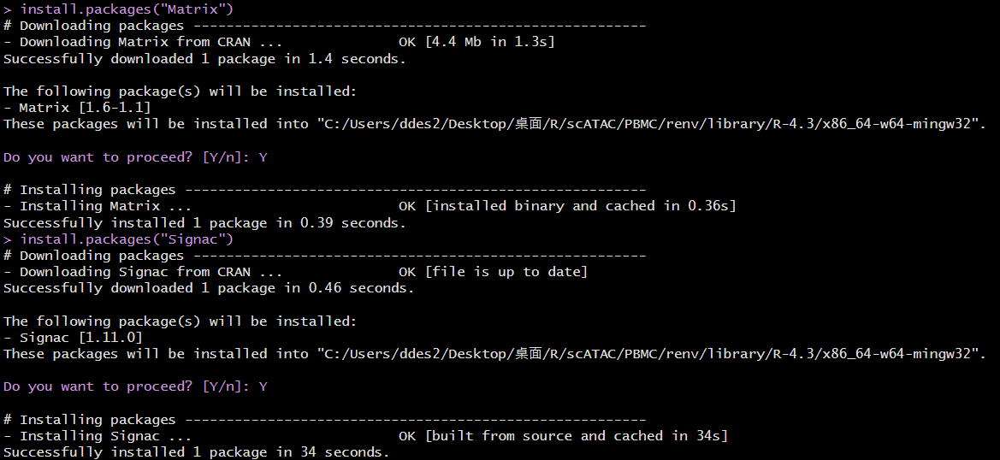 > install.packages("Matrix")
# Downloading packages -------------------------------------------------------
- Downloading Matrix from CRAN ...              OK [4.4 Mb in 1.3s]
Successfully downloaded 1 package in 1.4 seconds.

The following package(s) will be installed:
- Matrix [1.6-1.1]
These packages will be installed into "C:/Users/ddes2/Desktop/桌面/R/scATAC/PBMC/renv/library/R-4.3/x86_64-w64-mingw32".

Do you want to proceed? [Y/n]: Y

# Installing packages --------------------------------------------------------
- Installing Matrix ...                         OK [installed binary and cached in 0.36s]
Successfully installed 1 package in 0.39 seconds.
> install.packages("Signac")
# Downloading packages -------------------------------------------------------
- Downloading Signac from CRAN ...              OK [file is up to date]
Successfully downloaded 1 package in 0.46 seconds.

The following package(s) will be installed:
- Signac [1.11.0]
These packages will be installed into "C:/Users/ddes2/Desktop/桌面/R/scATAC/PBMC/renv/library/R-4.3/x86_64-w64-mingw32".

Do you want to proceed? [Y/n]: Y

# Installing packages --------------------------------------------------------
- Installing Signac ...                         OK [built from source and cached in 34s]
Successfully installed 1 package in 34 seconds.